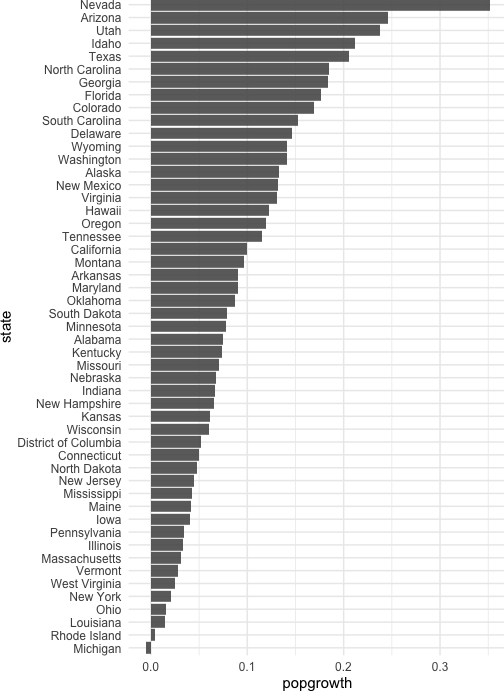 Nevada
Arizona
Utah
Idaho
Texas
North Carolina
Georgia
Florida
Colorado
South Carolina
Delaware
Wyoming
Washington
Alaska
New Mexico
Virginia
Hawaii
Oregon
Tennessee
California
Montana
Arkansas
Maryland
Oklahoma
South Dakota
Minnesota
Alabama
Kentucky
Missouri
Nebraska
Indiana
New Hampshire
Kansas
Wisconsin
District of Columbia
Connecticut
North Dakota
New Jersey
Mississippi
Maine
Iowa
Pennsylvania
Illinois
Massachusetts
Vermont
West Virginia
New York
Ohio
Louisiana
Rhode Island
Michigan
state
0.0 0.1 0.2 0.3
popgrowth